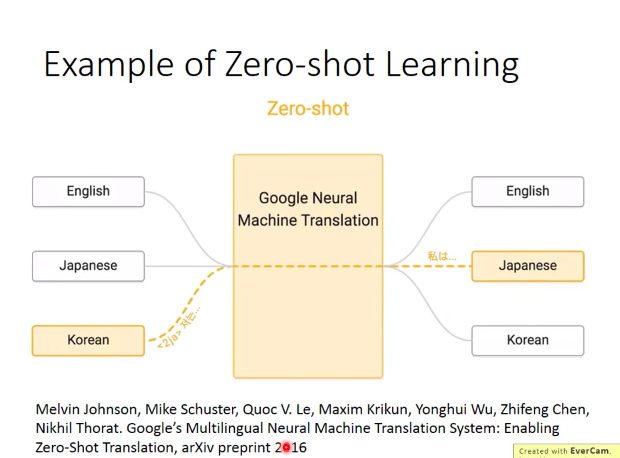 Example of Zero-shot Learning
Zero-shot
English
Google Neural
Machine Translation
English
Japanese
私は...
Japanese
Korean
<2ja> 저는...
Korean
Melvin Johnson, Mike Schuster, Quoc V. Le, Maxim Krikun, Yonghui Wu, Zhifeng Chen,
Nikhil Thorat. Google's Multilingual Neural Machine Translation System: Enabling
Zero-Shot Translation, arXiv preprint 2016
Created with EverCam.